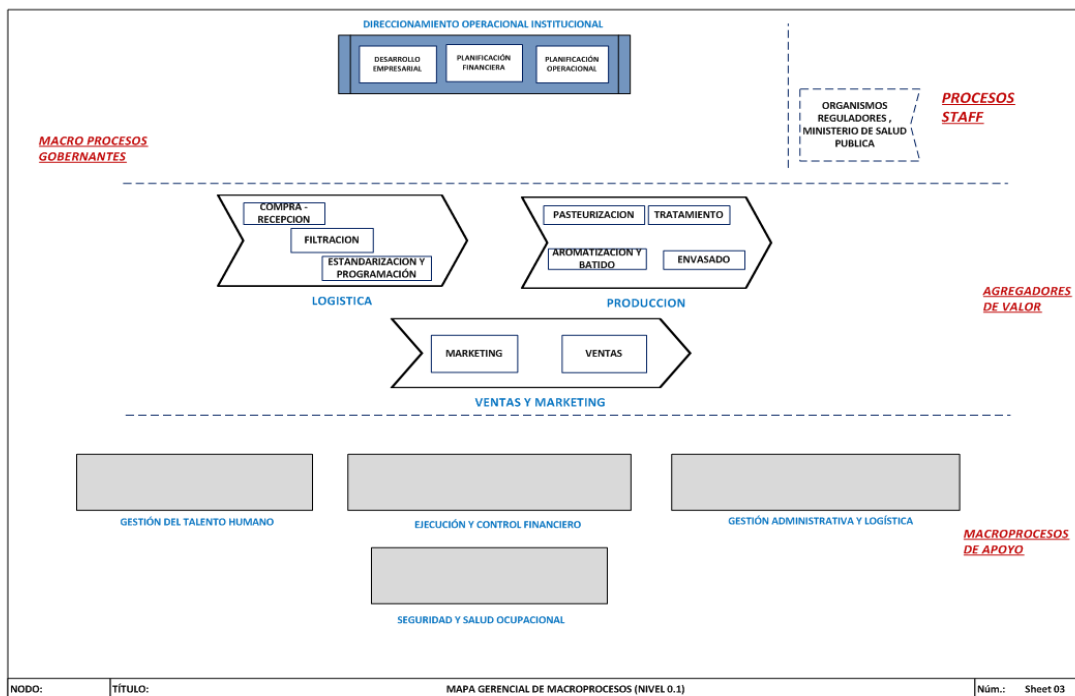 DIRECCIONAMIENTO OPERACIONAL INSTITUCIONAL
DESARROLLO
EMPRESARIAL
PLANIFICACIÓN
FINANCIERA
PLANIFICACIÓN
OPERACIONAL
ORGANISMOS
REGULADORES ,
MINISTERIO DE SALUD
PUBLICA
PROCESOS
STAFF
MACRO PROCESOS
GOBERNANTES
COMPRA -
RECEPCION
FILTRACION
ESTANDARIZACION Y
PROGRAMACIÓN
LOGISTICA
PASTEURIZACION
TRATAMIENTO
AROMATIZACION Y
BATIDO
ENVASADO
PRODUCCION
AGREGADORES
DE VALOR
MARKETING
VENTAS
VENTAS Y MARKETING
GESTIÓN DEL TALENTO HUMANO
EJECUCIÓN Y CONTROL FINANCIERO
GESTIÓN ADMINISTRATIVA Y LOGÍSTICA
MACROPROCESOS
DE APOYO
SEGURIDAD Y SALUD OCUPACIONAL
NODO:
TÍTULO:
MAPA GERENCIAL DE MACROPROCESOS (NIVEL 0.1)
Núm.: Sheet 03